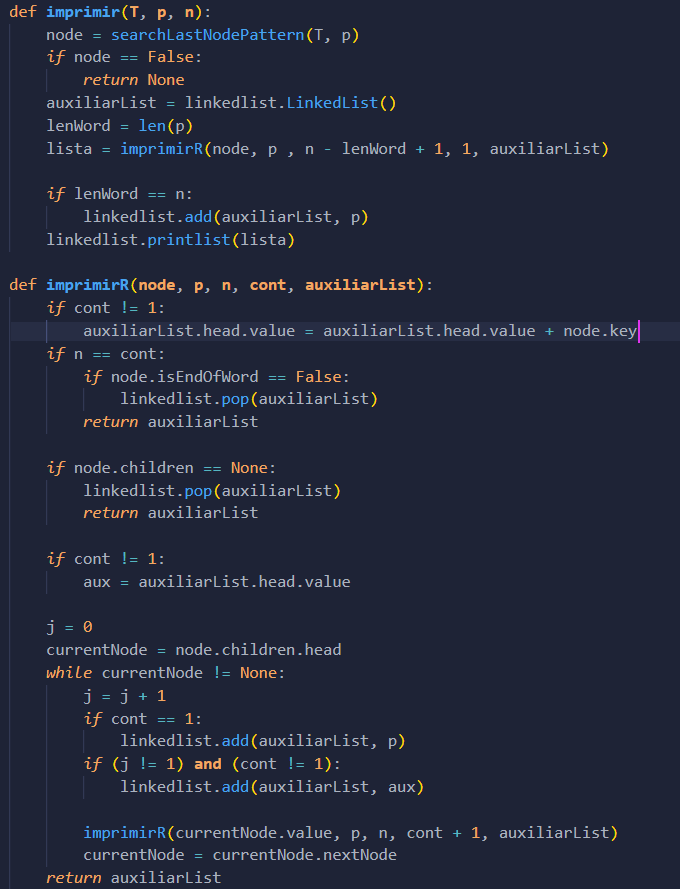 def imprimir(T, p, n):
    node = searchLastNodePattern(T, p)
    if node == False:
        return None
    auxiliarList = linkedlist.LinkedList()
    lenWord = len(p)
    lista = imprimirR(node, p , n - lenWord + 1, 1, auxiliarList)

    if lenWord == n:
        linkedlist.add(auxiliarList, p)
    linkedlist.printlist(lista)

def imprimirR(node, p, n, cont, auxiliarList):
    if cont != 1:
        auxiliarList.head.value = auxiliarList.head.value + node.key
    if n == cont:
        if node.isEndOfWord == False:
            linkedlist.pop(auxiliarList)
        return auxiliarList

    if node.children == None:
        linkedlist.pop(auxiliarList)
        return auxiliarList

    if cont != 1:
        aux = auxiliarList.head.value

    j = 0
    currentNode = node.children.head
    while currentNode != None:
        j = j + 1
        if cont == 1:
            linkedlist.add(auxiliarList, p)
        if (j != 1) and (cont != 1):
            linkedlist.add(auxiliarList, aux)

        imprimirR(currentNode.value, p, n, cont + 1, auxiliarList)
        currentNode = currentNode.nextNode
    return auxiliarList